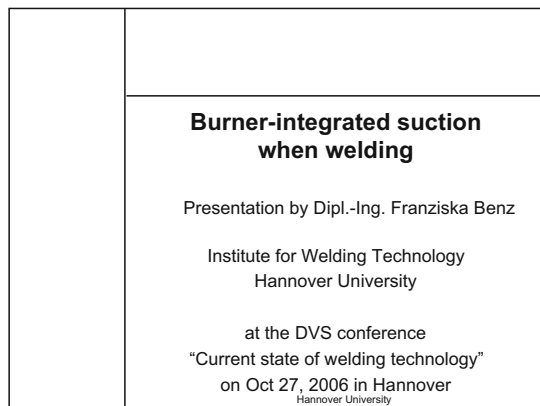 Burner-integrated suction
when welding
Presentation by Dipl.-Ing. Franziska Benz
Institute for Welding Technology
Hannover University
at the DVS conference
“Current state of welding technology”
on Oct 27, 2006 in Hannover
Hannover University